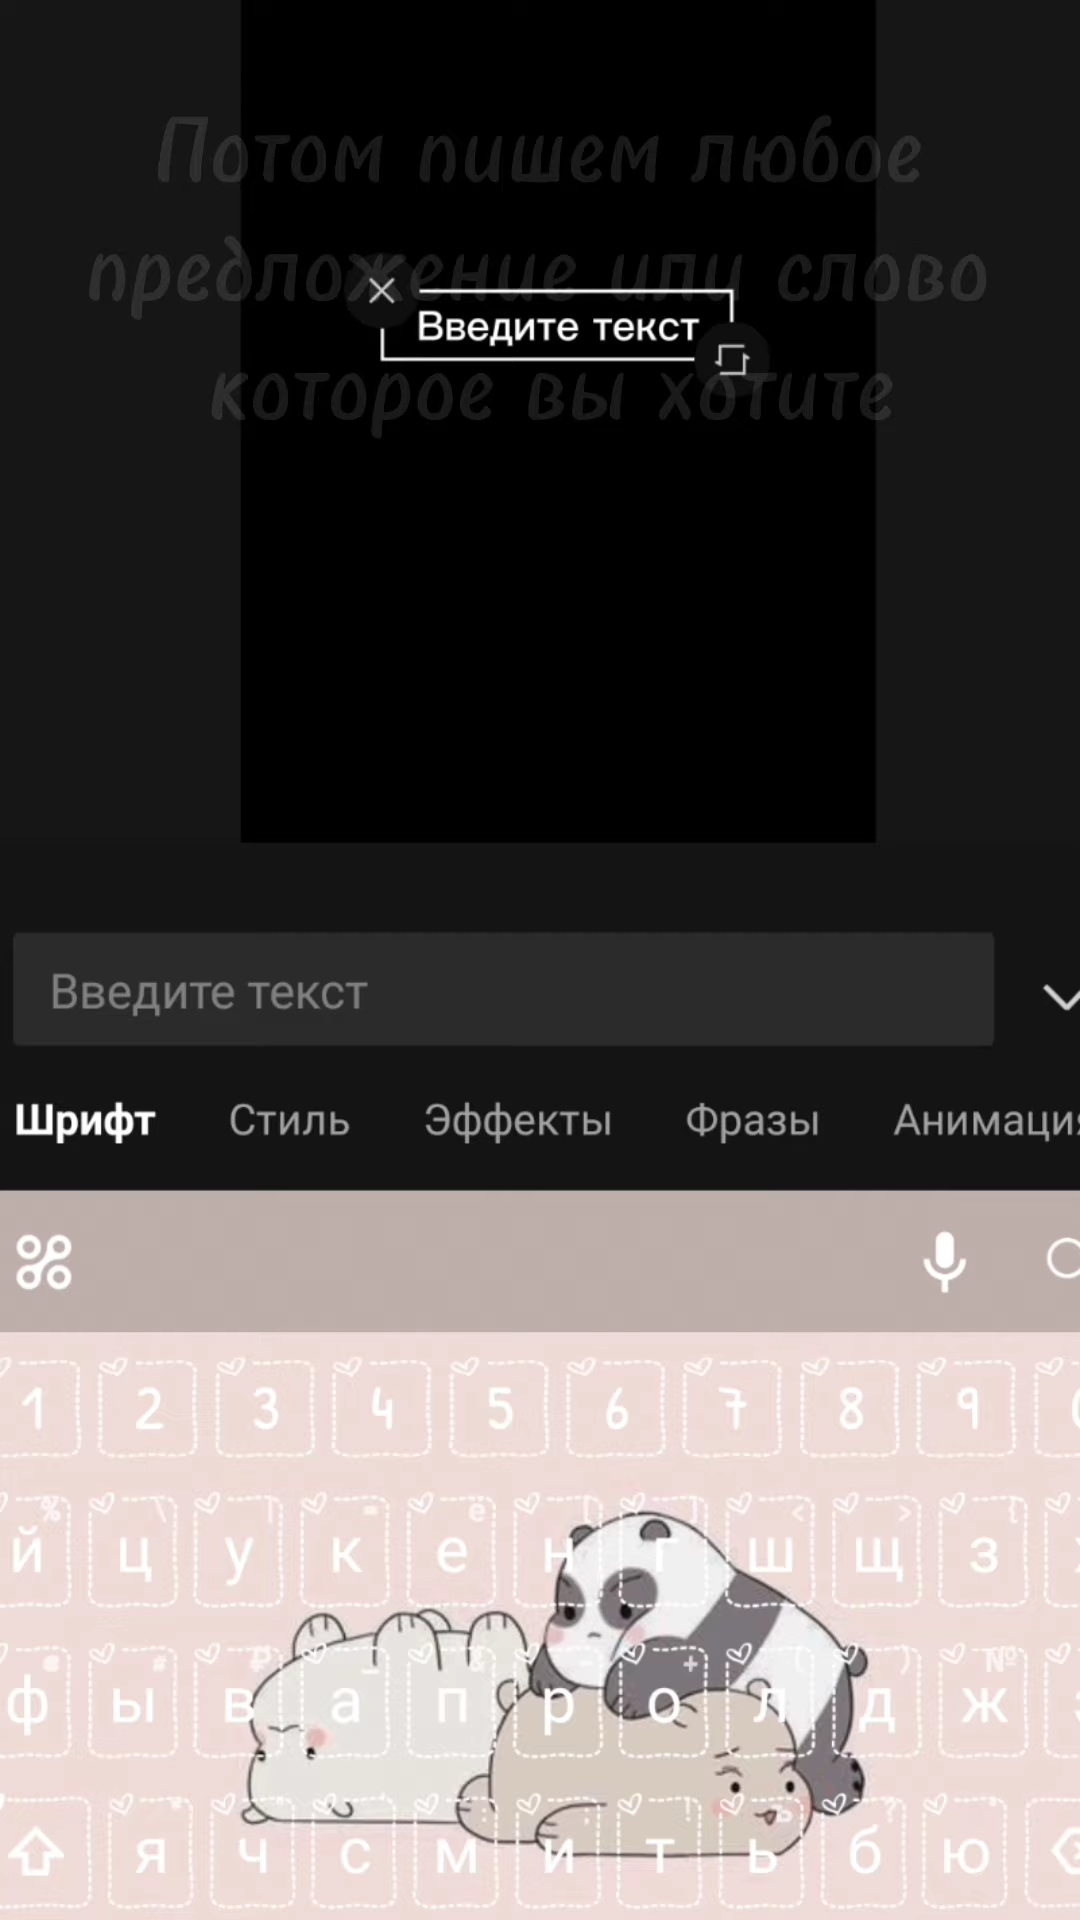 Потом пишем любое
предложение или слово
Введите текст
которое вы хотите
Введите текст
Шрифт Стиль Эффекты Фразы Анимация
1 2 3 4 5 6 7 8 9
й ц у к е н г ш щ з
ф ы в а п р о л д ж
я ч с м и т ь б ю